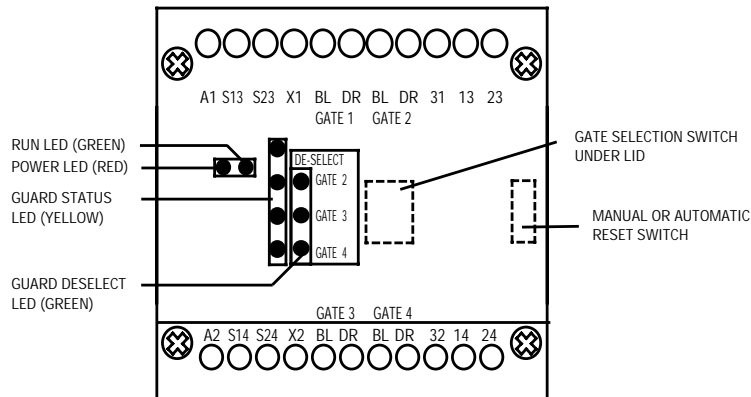 A1 S13 S23 X1 BL DR BL DR 31 13 23
GATE 1 GATE 2
RUN LED (GREEN)
POWER LED (RED)
GUARD STATUS
LED (YELLOW)
GUARD DESELECT
LED (GREEN)
DE-SELECT
GATE 2
GATE 3
GATE 4
GATE SELECTION SWITCH
UNDER LID
MANUAL OR AUTOMATIC
RESET SWITCH
GATE 3 GATE 4
A2 S14 S24 X2 BL DR BL DR 32 14 24